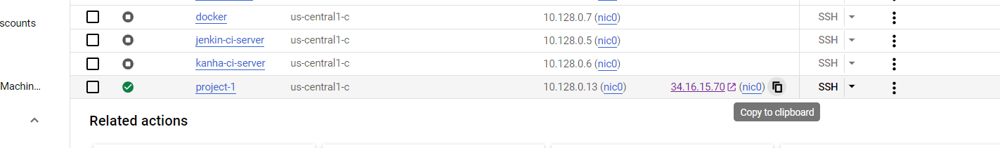 docker us-central1-c 10.128.0.7 (nic0) SSH
scounts
jenkin-ci-server us-central1-c 10.128.0.5 (nic0) SSH
kanha-ci-server us-central1-c 10.128.0.6 (nic0) SSH
Machin... project-1 us-central1-c 10.128.0.13 (nic0) 34.16.15.70 (nic0) SSH
Copy to clipboard
Related actions